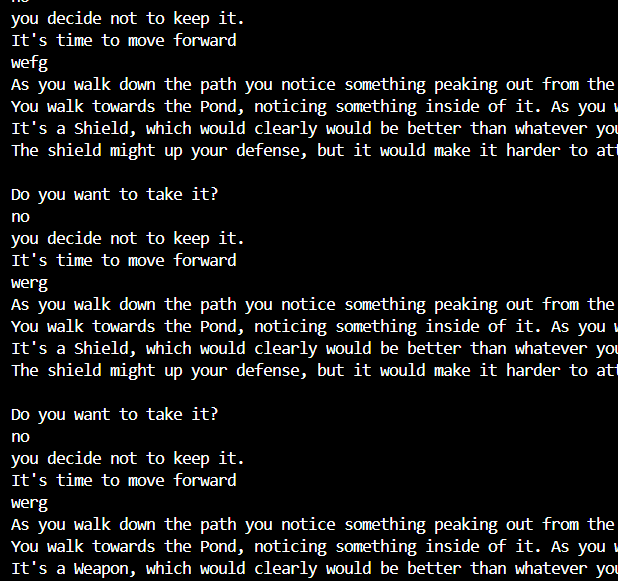 no
you decide not to keep it.
It's time to move forward
wefg
As you walk down the path you notice something peaking out from the
You walk towards the Pond, noticing something inside of it. As you
It's a Shield, which would clearly would be better than whatever
The shield might up your defense, but it would make it harder to
Do you want to take it?
no
you decide not to keep it.
It's time to move forward
werg
As you walk down the path you notice something peaking out from the
You walk towards the Pond, noticing something inside of it. As you
It's a Shield, which would clearly would be better than whatever
The shield might up your defense, but it would make it harder to
Do you want to take it?
no
you decide not to keep it.
It's time to move forward
werg
As you walk down the path you notice something peaking out from the
You walk towards the Pond, noticing something inside of it. As you
It's a Weapon, which would clearly would be better than whatever